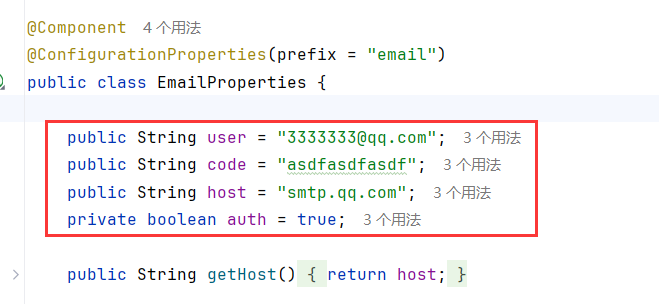 @Component 4 个用法
@ConfigurationProperties(prefix = "email")
public class EmailProperties {
public String user = "3333333@qq.com"; 3 个用法
public String code = "asdfasdfasdf"; 3 个用法
public String host = "smtp.qq.com"; 3 个用法
private boolean auth = true; 3 个用法
public String getHost() { return host; }